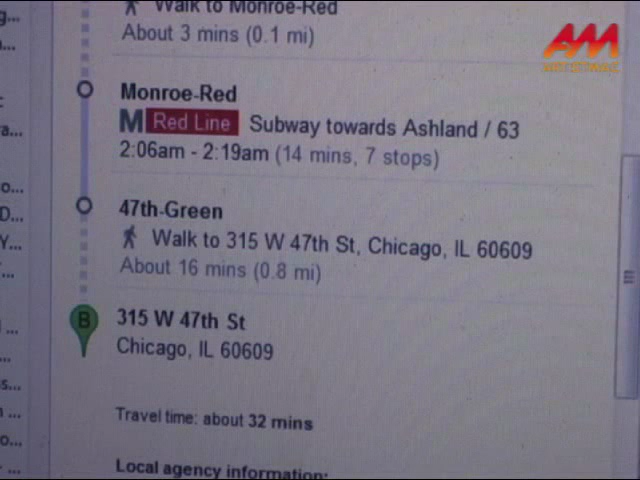 Walk to Monroe-Red
About 3 mins (0.1 mi)
AM
Monroe-Red
M Red Line Subway towards Ashland / 63
2:06am - 2:19am (14 mins, 7 stops)
47th-Green
Walk to 315 W 47th St, Chicago, IL 60609
About 16 mins (0.8 mi)
B
315 W 47th St
Chicago, IL 60609
Travel time: about 32 mins
Local agency information: